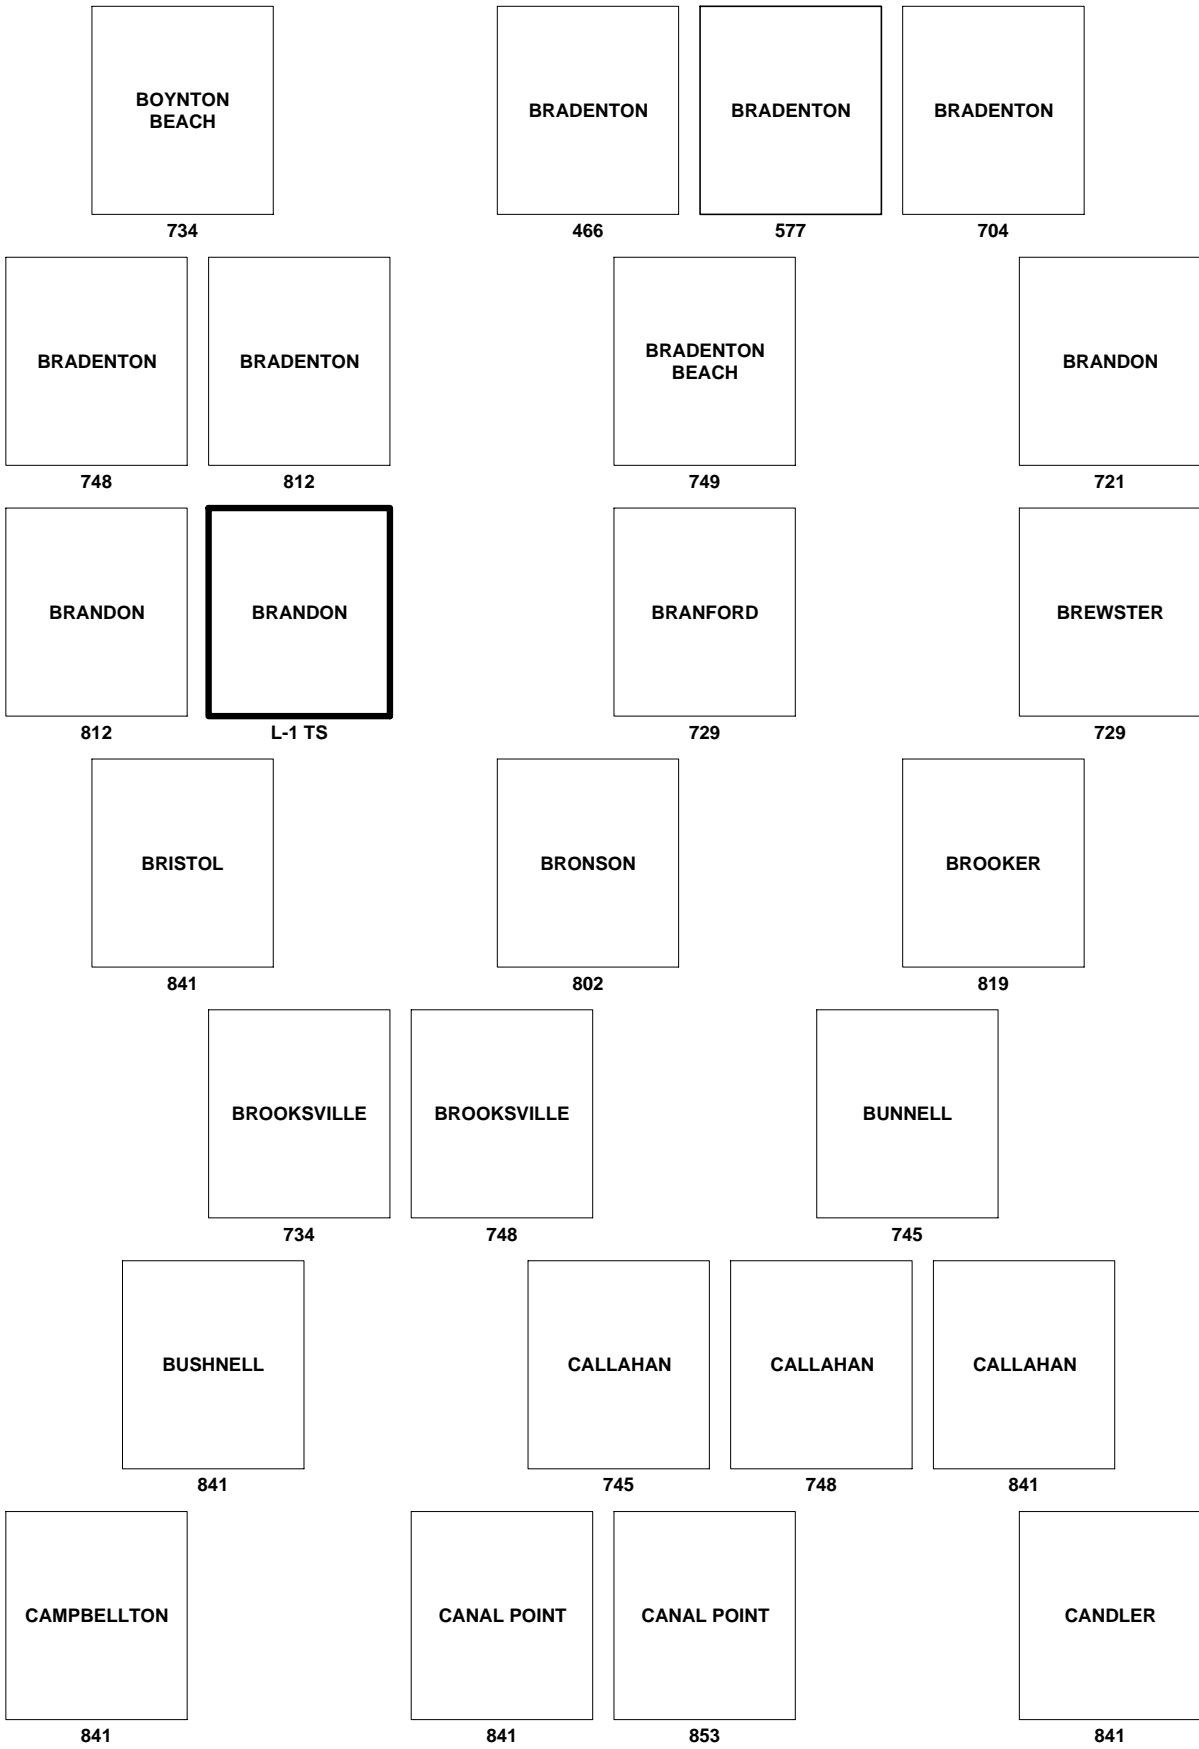 BOYNTON
BEACH
BRADENTON
BRADENTON
BRADENTON
734
466
577
704
BRADENTON
BRADENTON
BRADENTON
BEACH
BRANDON
748
812
749
721
BRANDON
BRANDON
BRANFORD
BREWSTER
812
L-1 TS
729
729
BRISTOL
BRONSON
BROOKER
841
802
819
BROOKSVILLE
BROOKSVILLE
BUNNELL
734
748
745
BUSHNELL
CALLAHAN
CALLAHAN
CALLAHAN
841
745
748
841
CAMPBELLTON
CANAL POINT
CANAL POINT
CANDLER
841
841
853
841